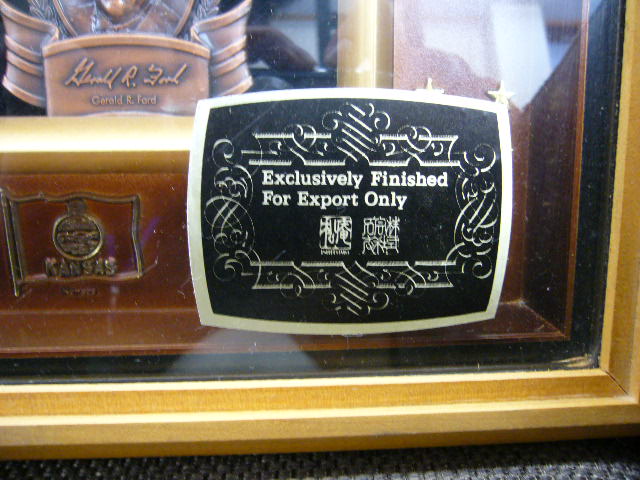 Gerald R. Ford
Gerald R. Ford
Exclusively Finished
For Export Only
KANSAS